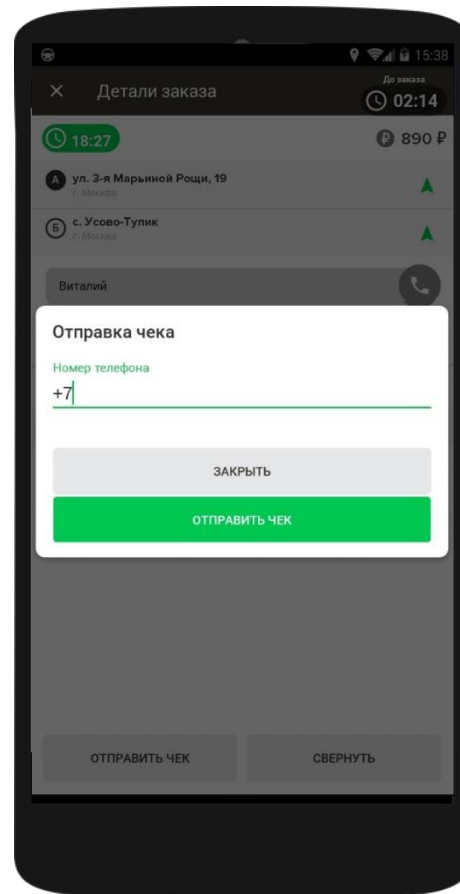 15:38
Детали заказа
До заказа
02:14
18:27
890 ₽
А ул. 3-я Марьиной Рощи, 19
г. Москва
Б с. Усово-Тупик
г. Москва
Виталий
Отправка чека
Номер телефона
+7
ЗАКРЫТЬ
ОТПРАВИТЬ ЧЕК
ОТПРАВИТЬ ЧЕК
СВЕРНУТЬ